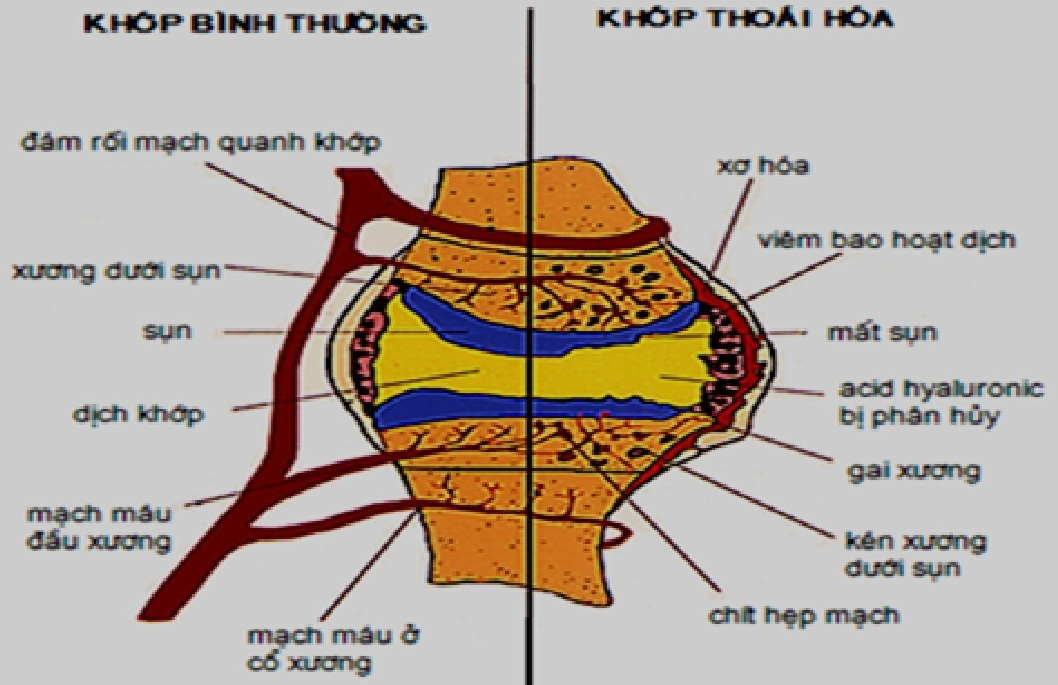 KHỚP BÌNH THƯỜNG
KHỚP THOÁI HÓA
đám rối mạch quanh khớp
xương dưới sụn
sụn
dịch khớp
mạch máu
đầu xương
mạch máu ở
cổ xương
xơ hóa
viêm bao hoạt dịch
mất sụn
acid hyaluronic
bị phân hủy
gai xương
kén xương
dưới sụn
chít hẹp mạch